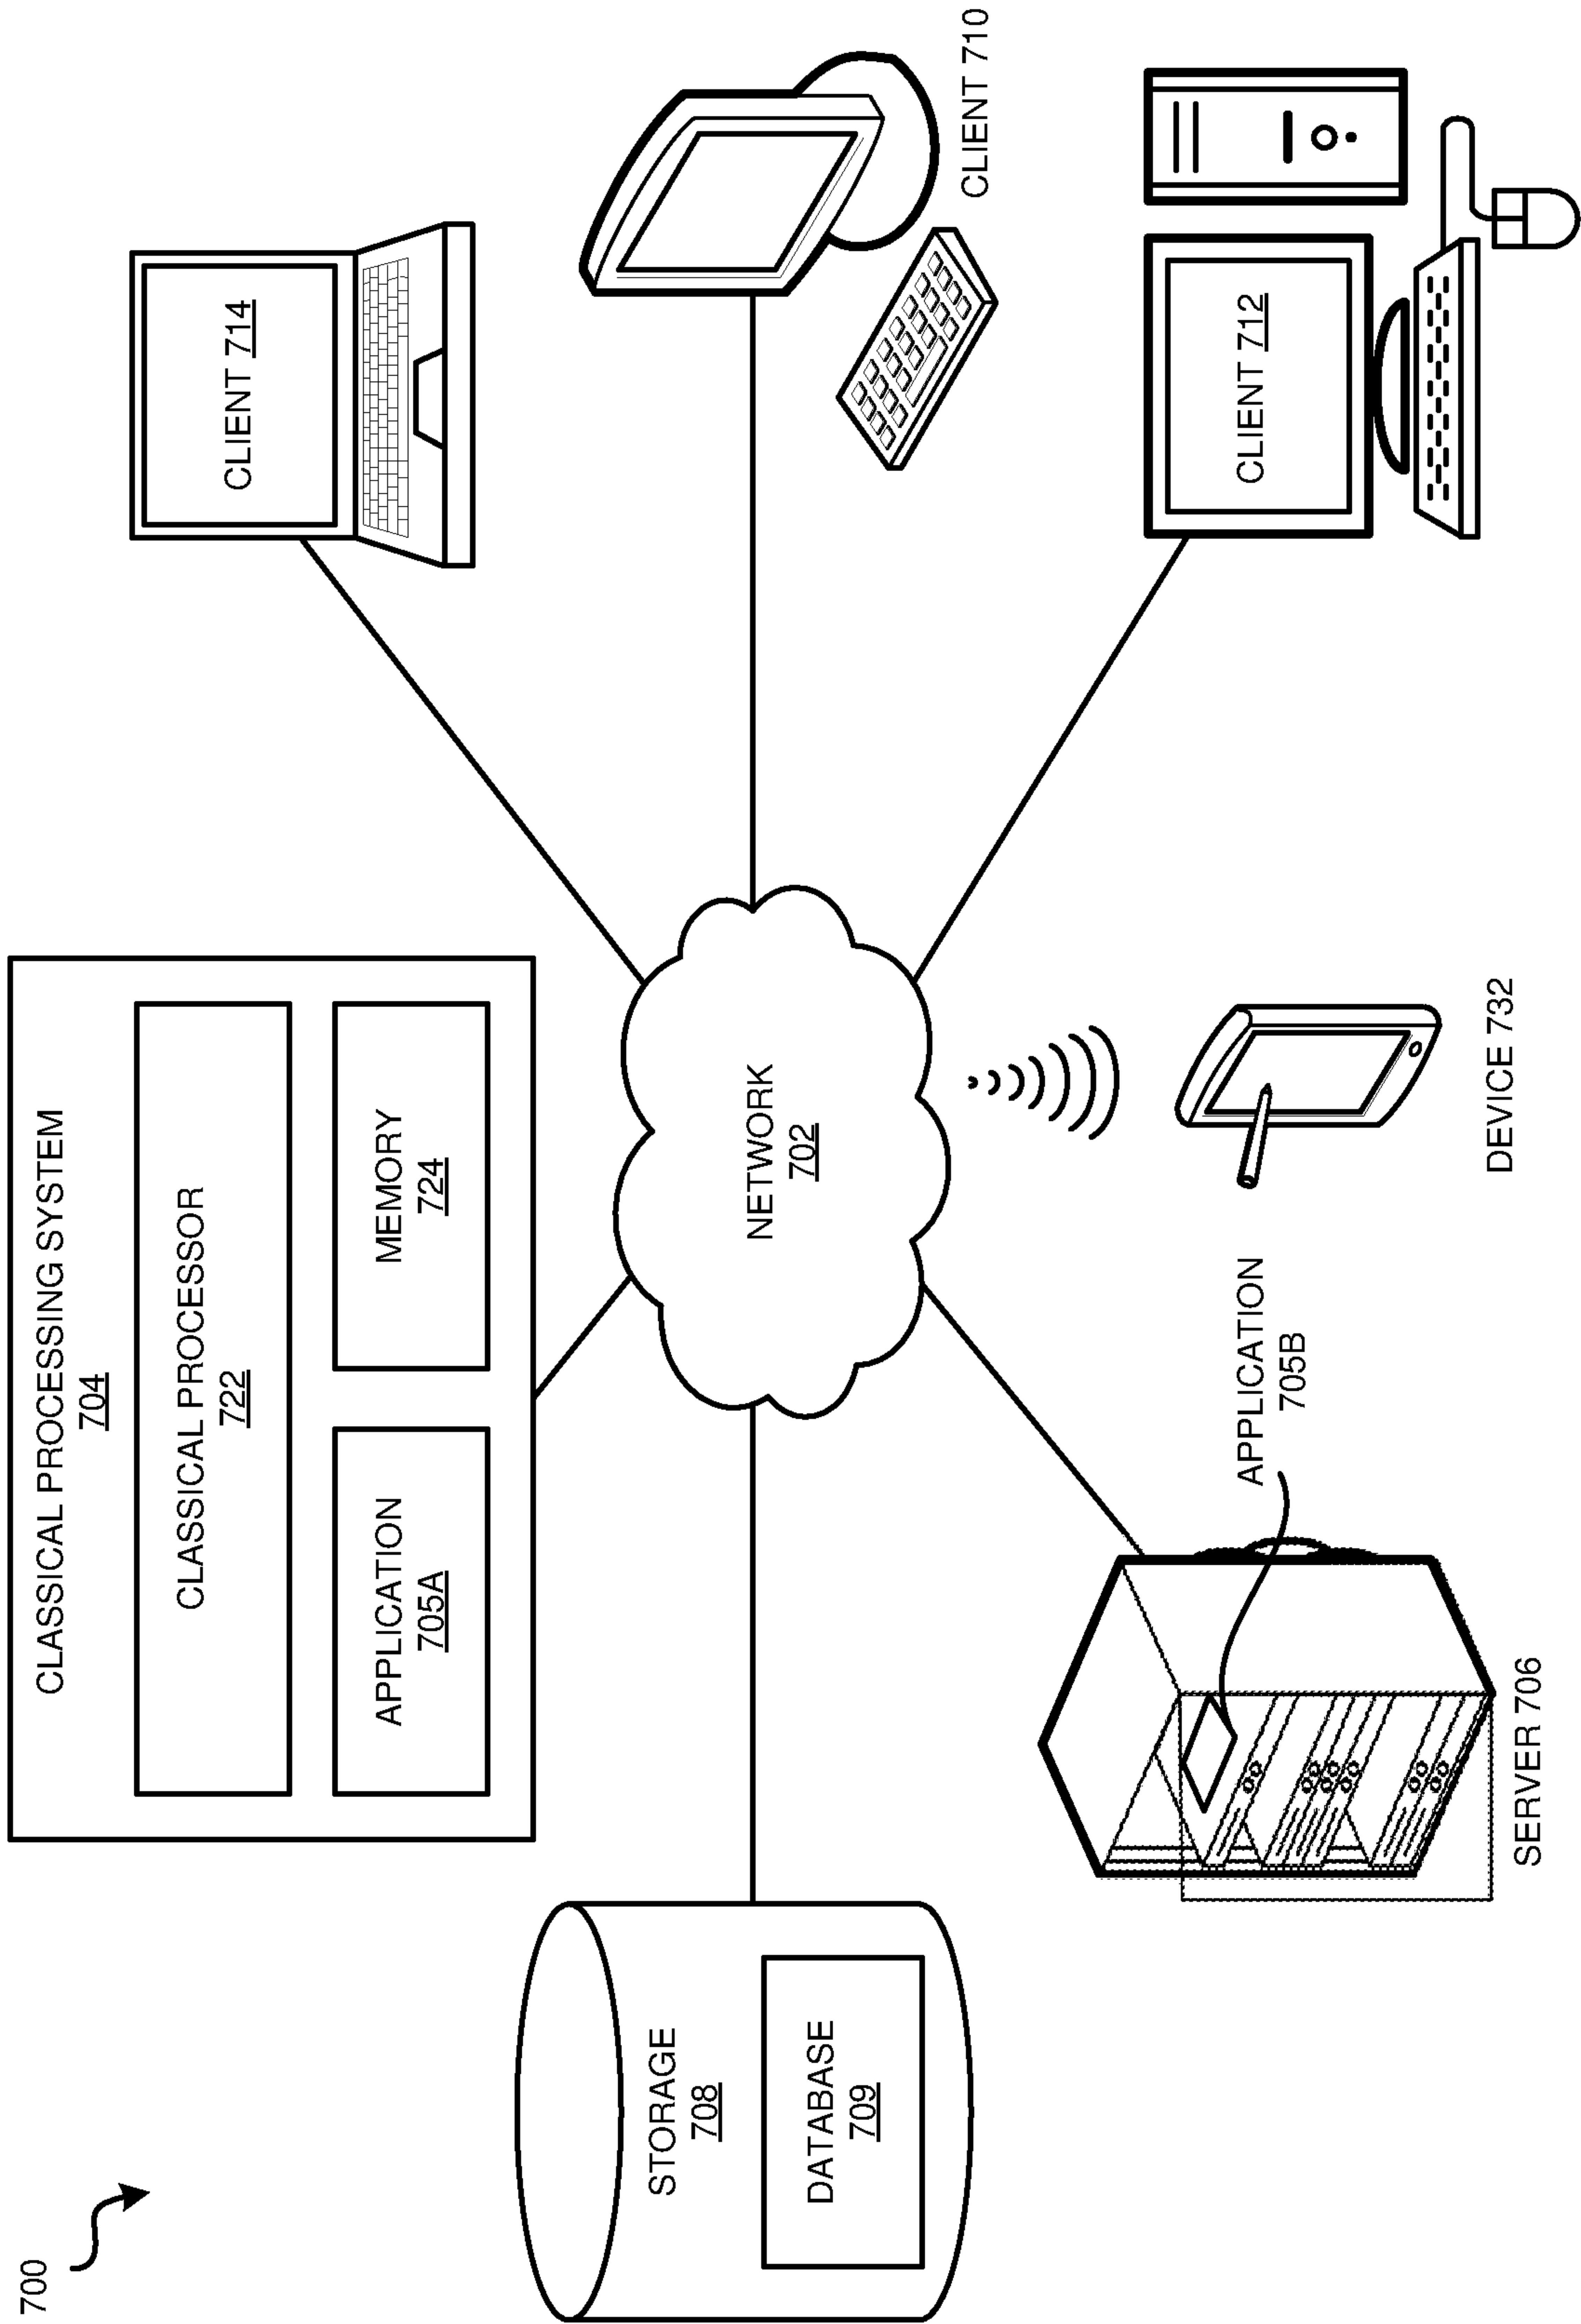 700
CLASSICAL PROCESSING SYSTEM
704
CLASSICAL PROCESSOR
722
APPLICATION
705A
MEMORY
724
CLIENT 714
STORAGE
708
DATABASE
709
NETWORK
702
CLIENT 710
SERVER 706
APPLICATION
705B
DEVICE 732
CLIENT 712